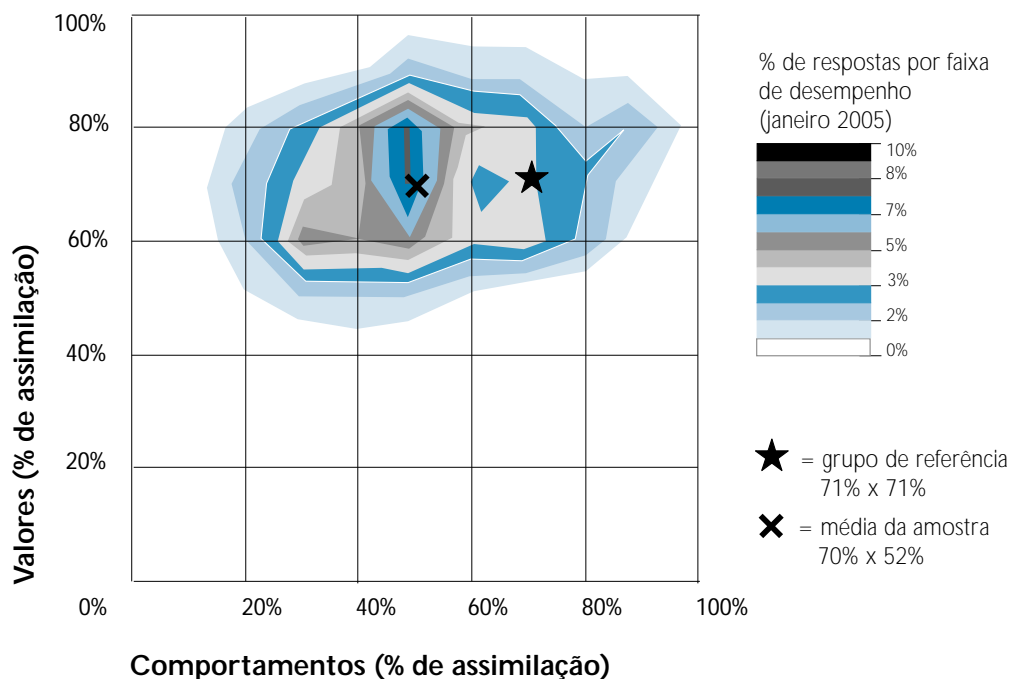 100%
80%
60%
40%
20%
0%
20%
40%
60%
80%
100%
Valores (% de assimilação)
Comportamentos (% de assimilação)
% de respostas por faixa
de desempenho
(janeiro 2005)
10%
8%
7%
5%
3%
2%
0%
= grupo de referência
71% x 71%
= média da amostra
70% x 52%